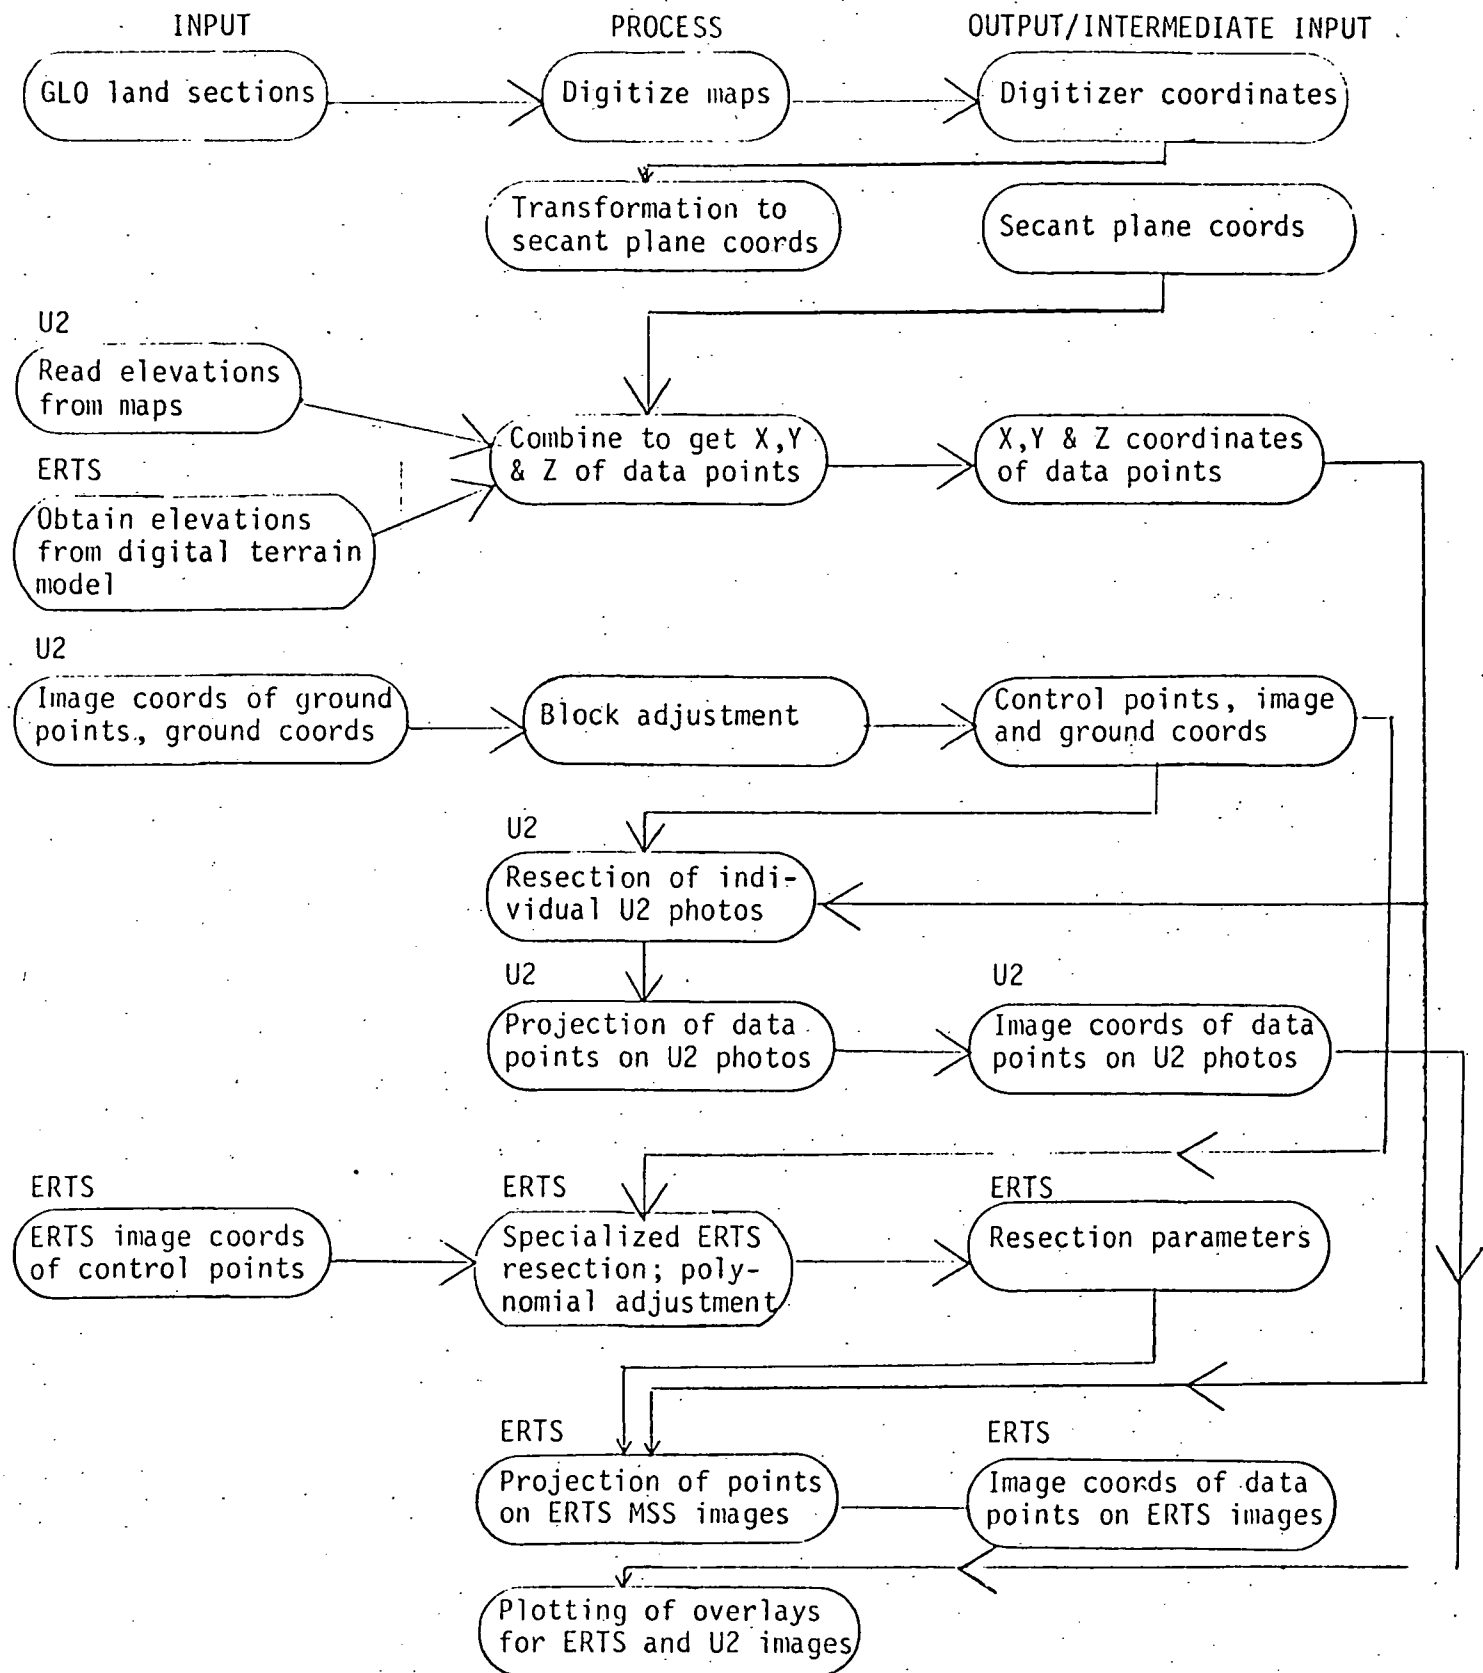 INPUT
PROCESS
OUTPUT/INTERMEDIATE INPUT
GLO land sections
Digitize maps
Digitizer coordinates
Transformation to
secant plane coords
Secant plane coords
U2
Read elevations
from maps
Combine to get X,Y
& Z of data points
X,Y & Z coordinates
of data points
ERTS
Obtain elevations
from digital terrain
model
U2
Image coords of ground
points, ground coords
Block adjustment
Control points, image
and ground coords
U2
Resection of indi-
vidual U2 photos
U2
Projection of data
points on U2 photos
U2
Image coords of data
points on U2 photos
ERTS
ERTS image coords
of control points
ERTS
Specialized ERTS
resection; poly-
nomial adjustment
ERTS
Resection parameters
ERTS
Projection of points
on ERTS MSS images
ERTS
Image coords of data
points on ERTS images
Plotting of overlays
for ERTS and U2 images